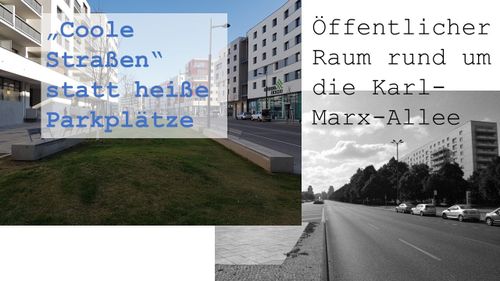 „Coole
Straßen“
statt heiße
Parkplätze
Öffentlicher
Raum rund um
die Karl-
Marx-Allee